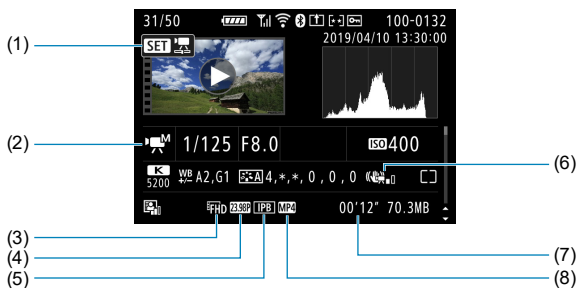 31/50 100-0132
(1) SET 2019/04/10 13:30:00
(2) M 1/125 F8.0 ISO 400
K 5200 WB +/- A2,G1 A 4,*,*,0,0,0 (6)
FHD 23.98P IPB MP4 00'12" 70.3MB
(3)
(4)
(5)
(7)
(8)